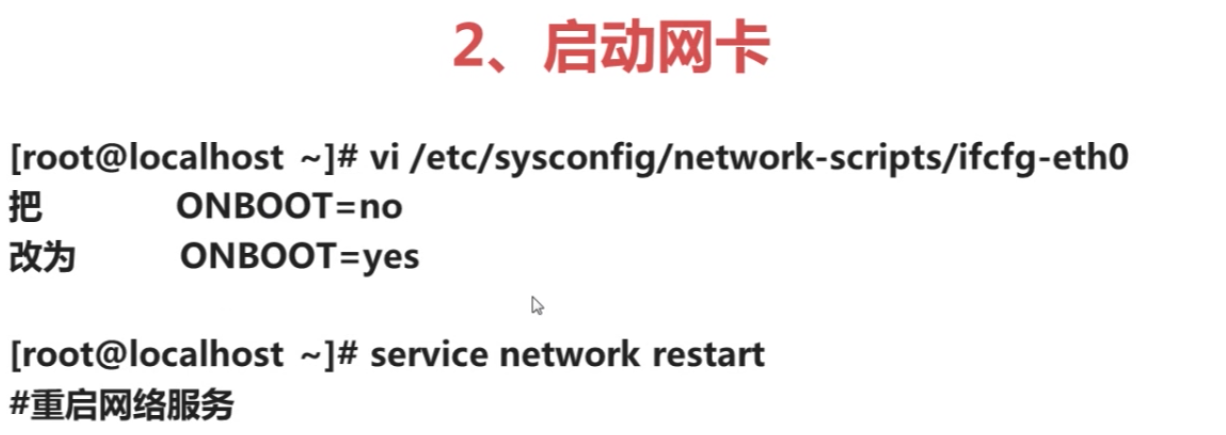 2、启动网卡
[root@localhost ~]# vi /etc/sysconfig/network-scripts/ifcfg-eth0
把 ONBOOT=no
改为 ONBOOT=yes
[root@localhost ~]# service network restart
#重启网络服务